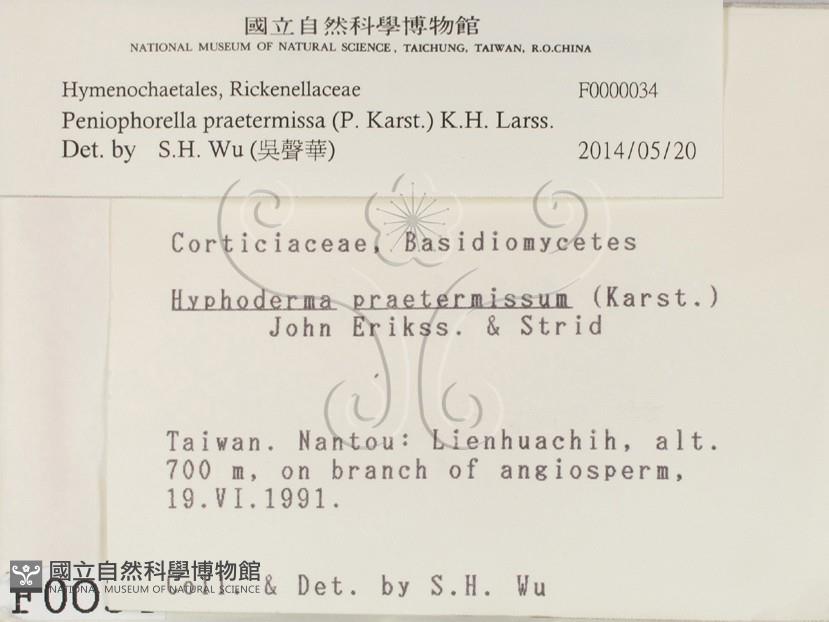 國立自然科學博物館
NATIONAL MUSEUM OF NATURAL SCIENCE, TAICHUNG, TAIWAN, R.O.CHINA
Hymenochaetales, Rickenellaceae F0000034
Peniophorella praetermissa (P. Karst.) K.H. Larss.
Det. by S.H. Wu (吳聲華) 2014/05/20
Corticiaceae, Basidiomycetes
Hyphoderma praetermissum (Karst.)
John Erikss. & Strid
Taiwan. Nantou: Lienhuachih, alt.
700 m, on branch of angiosperm,
19.VI.1991.
Coll. & Det. by S.H. Wu
國立自然科學博物館
NATIONAL MUSEUM OF NATURAL SCIENCE